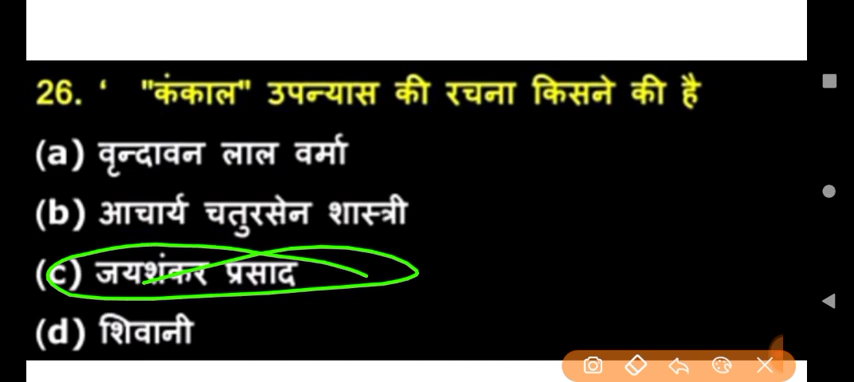 26. ‘ "कंकाल" उपन्यास की रचना किसने की है
(a) वृन्दावन लाल वर्मा
(b) आचार्य चतुरसेन शास्त्री
(c) जयशंकर प्रसाद
(d) शिवानी